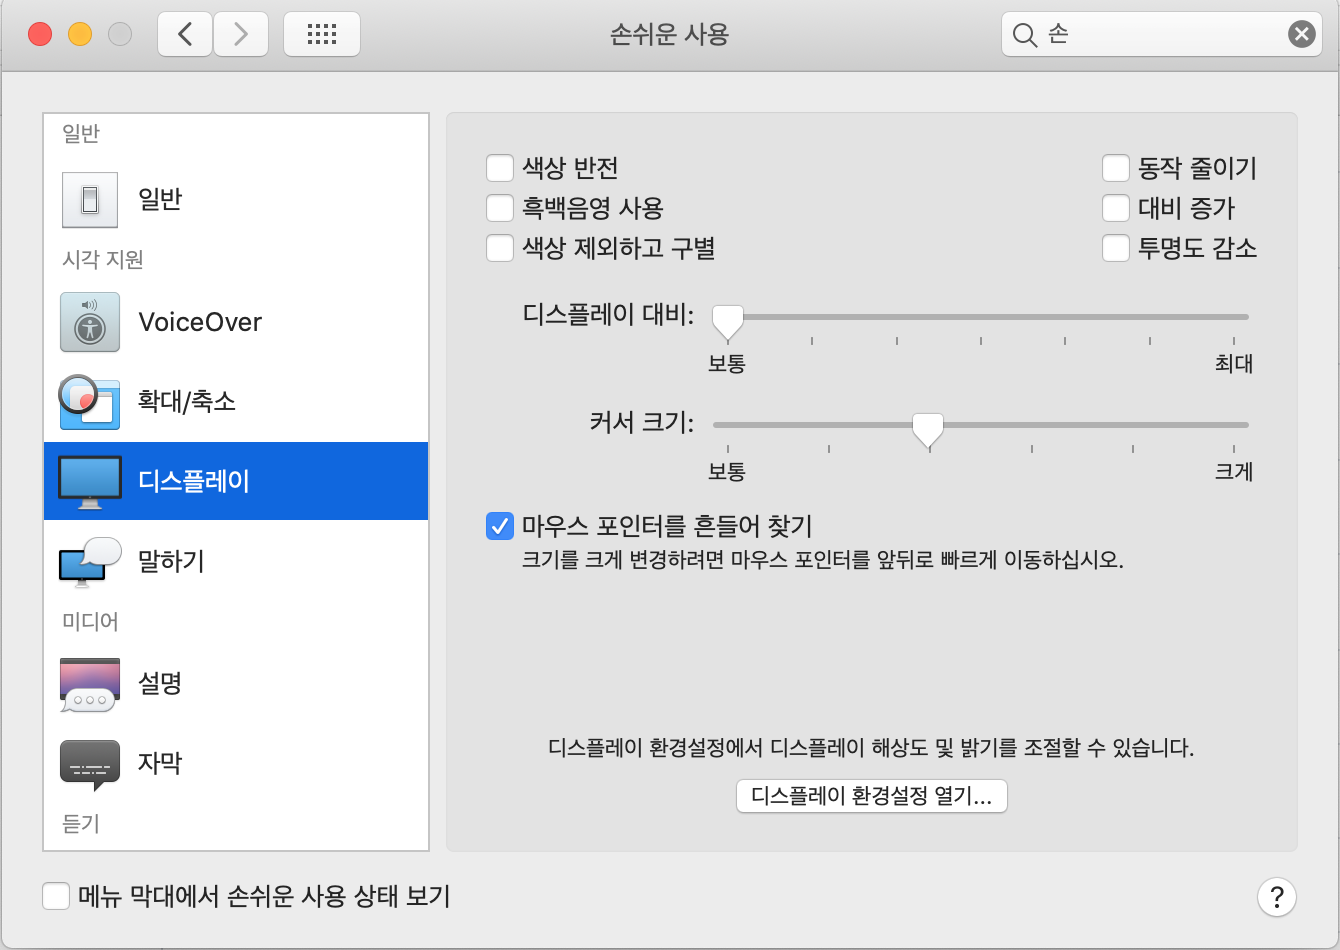 손쉬운 사용
손
일반
일반
시각 지원
VoiceOver
확대/축소
디스플레이
말하기
미디어
설명
자막
듣기
색상 반전
동작 줄이기
흑백음영 사용
대비 증가
색상 제외하고 구별
투명도 감소
디스플레이 대비:
보통
최대
커서 크기:
보통
크게
마우스 포인터를 흔들어 찾기
크기를 크게 변경하려면 마우스 포인터를 앞뒤로 빠르게 이동하십시오.
디스플레이 환경설정에서 디스플레이 해상도 및 밝기를 조절할 수 있습니다.
디스플레이 환경설정 열기...
메뉴 막대에서 손쉬운 사용 상태 보기
?